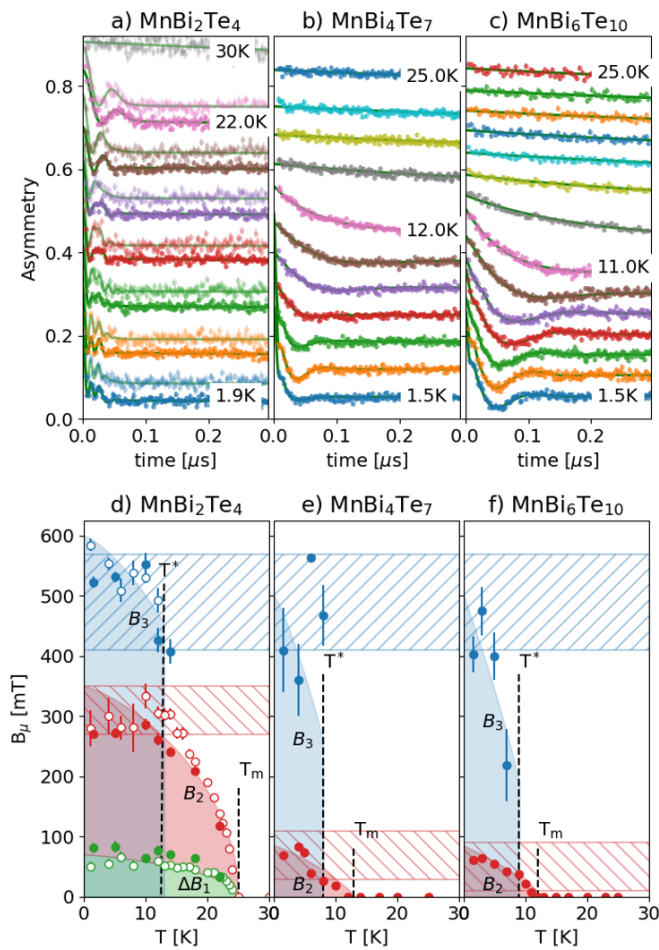 a) MnBi₂Te₄ b) MnBi₄Te₇ c) MnBi₆Te₁₀
30K 25.0K 25.0K
0.8
22.0K
0.6
12.0K
11.0K
0.4
0.2
1.9K 1.5K 1.5K
0.0
Asymmetry
0.0 0.1 0.2 0.0 0.1 0.2 0.0 0.1 0.2
time [μs] time [μs] time [μs]
d) MnBi₂Te₄ e) MnBi₄Te₇ f) MnBi₆Te₁₀
600
500
T*
B₃
400
T* T*
300
B₃ B₃
B₂
200
Tₘ
100
Tₘ Tₘ
ΔB₁ B₂ B₂
0
Bμ [mT]
0 10 20 30 0 10 20 30 0 10 20 30
T [K] T [K] T [K]